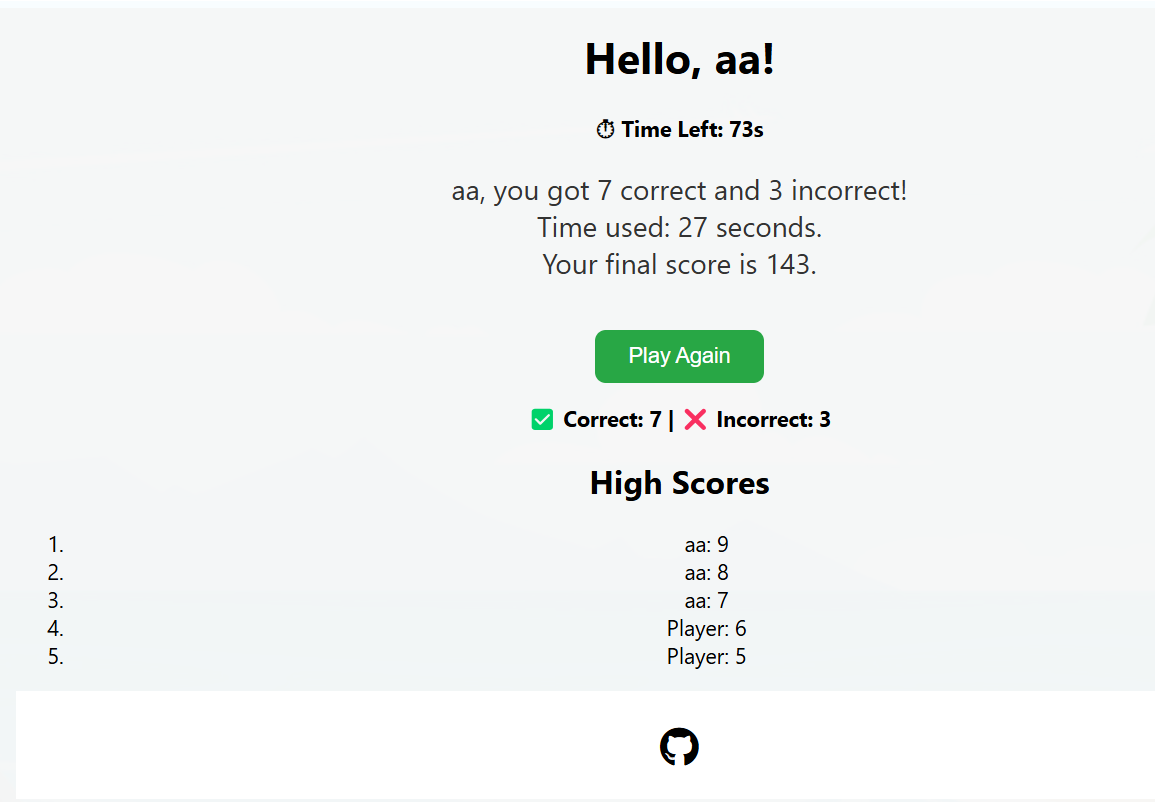 Hello, aa!
⏱ Time Left: 73s
aa, you got 7 correct and 3 incorrect!
Time used: 27 seconds.
Your final score is 143.
Play Again
✅ Correct: 7 | ❌ Incorrect: 3
High Scores
1. aa: 9
2. aa: 8
3. aa: 7
4. Player: 6
5. Player: 5